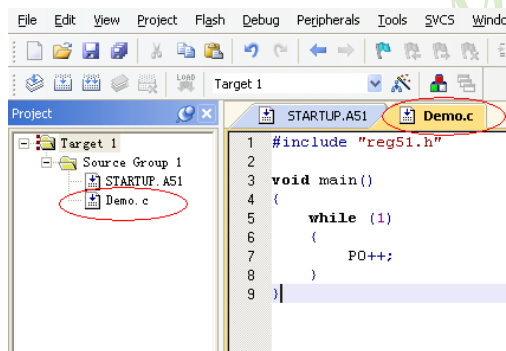 File Edit View Project Flash Debug Peripherals Tools SVCS Windo
LOAD Target 1
Project
STARTUP.A51 Demo.c
Target 1
Source Group 1
STARTUP.A51
Demo.c
1 #include "reg51.h"
2
3 void main()
4 {
5 while (1)
6 {
7 P0++;
8 }
9 }